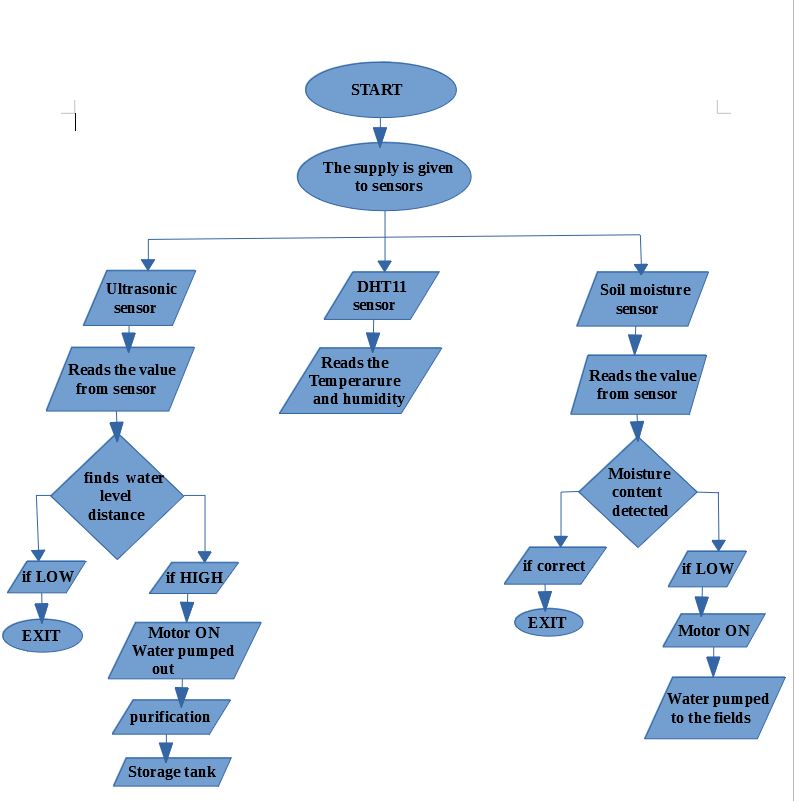 START
The supply is given
to sensors
Ultrasonic
sensor
DHT11
sensor
Soil moisture
sensor
Reads the value
from sensor
Reads the
Temperarure
and humidity
Reads the value
from sensor
finds water
level
distance
Moisture
content
detected
if LOW
if HIGH
if correct
if LOW
EXIT
Motor ON
Water pumped
out
EXIT
Motor ON
purification
Water pumped
to the fields
Storage tank